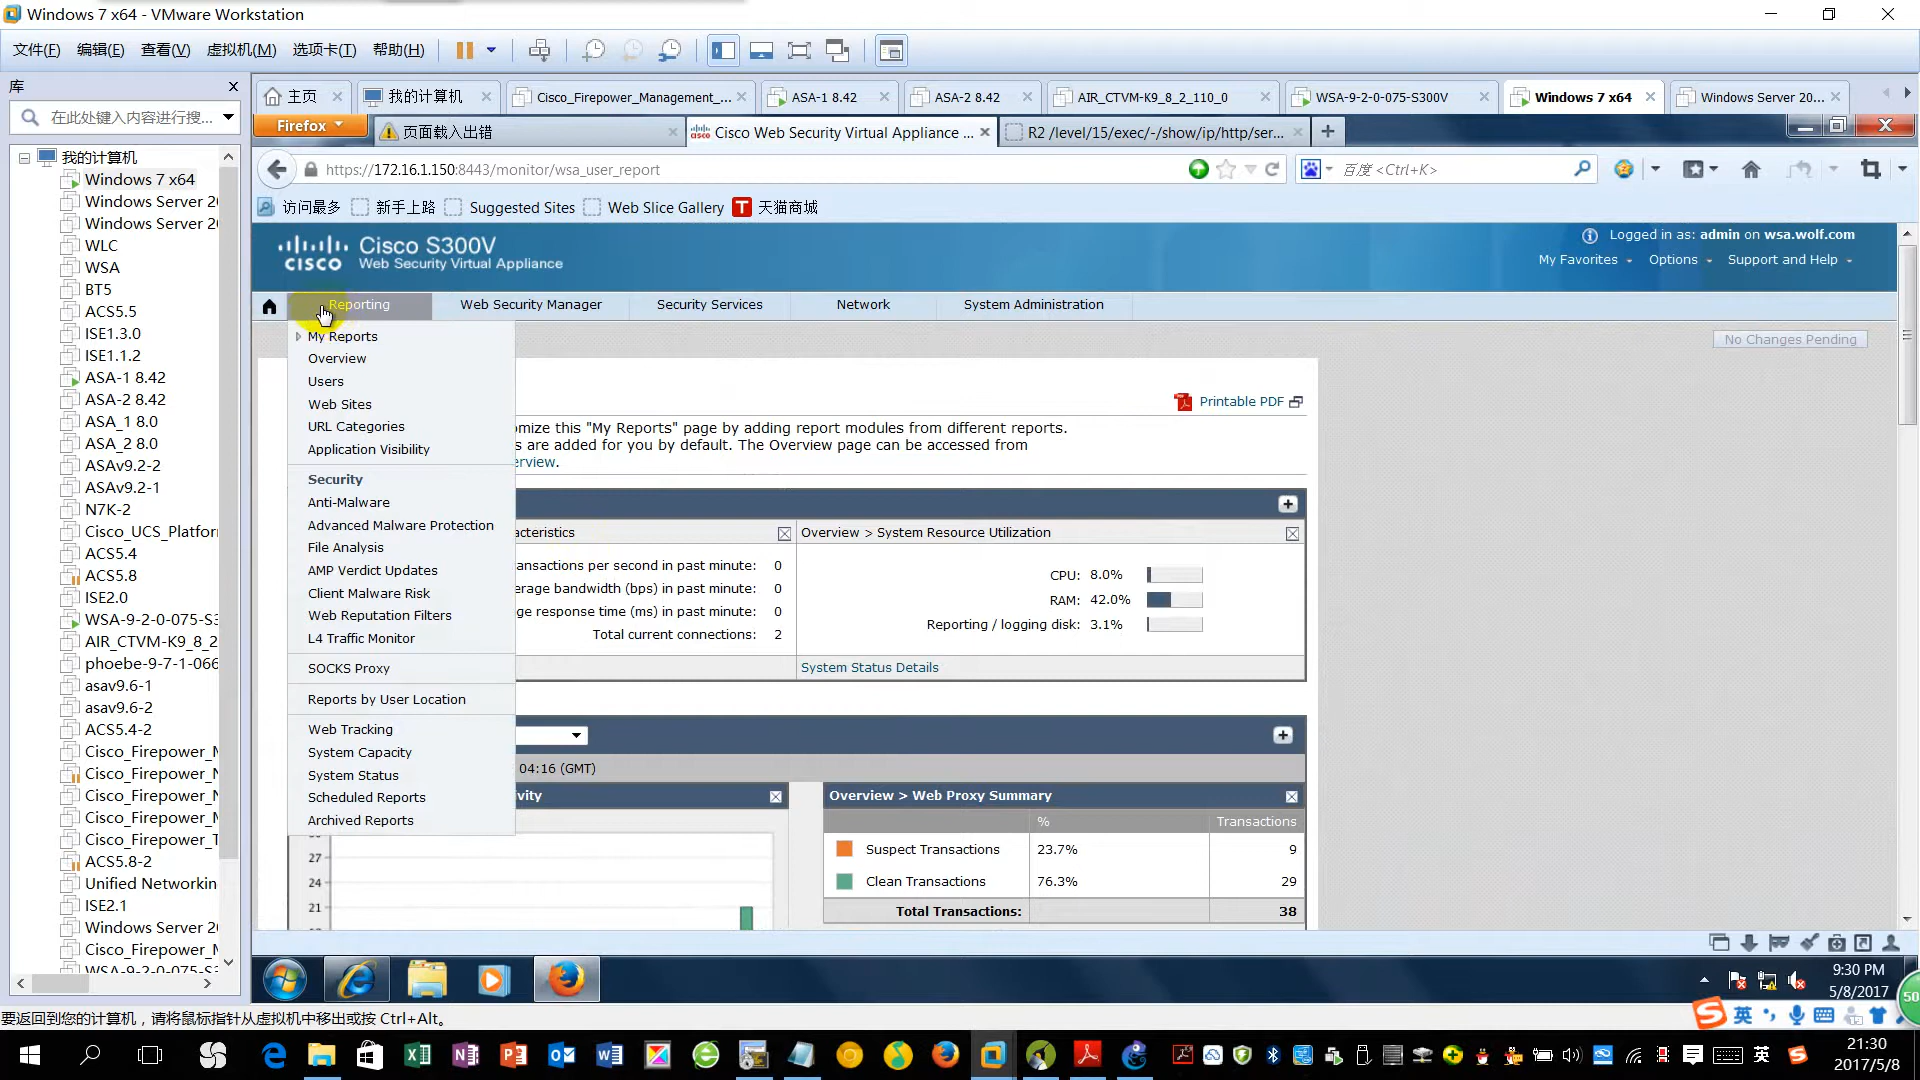 Windows 7 x64 - VMware Workstation
文件(F) 编辑(E) 查看(V) 虚拟机(M) 选项卡(T) 帮助(H)
库
在此处键入内容进行搜...
我的计算机
Windows 7 x64
Windows Server 20
Windows Server 20
WLC
WSA
BT5
ACS5.5
ISE1.3.0
ISE1.1.2
ASA-1 8.42
ASA-2 8.42
ASA_1 8.0
ASA_2 8.0
ASAv9.2-2
ASAv9.2-1
N7K-2
Cisco_UCS_Platfor
ACS5.4
ACS5.8
ISE2.0
WSA-9-2-0-075-S3
AIR_CTVM-K9_8_2
phoebe-9-7-1-066
asav9.6-1
asav9.6-2
ACS5.4-2
Cisco_Firepower_M
Cisco_Firepower_N
Cisco_Firepower_N
Cisco_Firepower_M
Cisco_Firepower_T
ACS5.8-2
Unified Networkin
ISE2.1
Windows Server 20
Cisco_Firepower_M
WSA-9-2-0-075-S3
主页 我的计算机 Cisco_Firepower_Management_... ASA-1 8.42 ASA-2 8.42 AIR_CTVM-K9_8_2_110_0 WSA-9-2-0-075-S300V Windows 7 x64 Windows Server 20...
Firefox 页面载入出错 Cisco Web Security Virtual Appliance ... R2 /level/15/exec/-/show/ip/http/ser...
https://172.16.1.150:8443/monitor/wsa_user_report 百度 <Ctrl+K>
访问最多 新手上路 Suggested Sites Web Slice Gallery 天猫商城
CISCO
Cisco S300V
Web Security Virtual Appliance
Logged in as: admin on wsa.wolf.com
My Favorites Options Support and Help
Reporting Web Security Manager Security Services Network System Administration
No Changes Pending
My Reports
Overview
Users
Web Sites
URL Categories
Application Visibility
Security
Anti-Malware
Advanced Malware Protection
File Analysis
AMP Verdict Updates
Client Malware Risk
Web Reputation Filters
L4 Traffic Monitor
SOCKS Proxy
Reports by User Location
Web Tracking
System Capacity
System Status
Scheduled Reports
Archived Reports
Printable PDF
omize this "My Reports" page by adding report modules from different reports.
s are added for you by default. The Overview page can be accessed from
erview.
acteristics
ansactions per second in past minute: 0
erage bandwidth (bps) in past minute: 0
ge response time (ms) in past minute: 0
Total current connections: 2
Overview > System Resource Utilization
CPU: 8.0%
RAM: 42.0%
Reporting / logging disk: 3.1%
System Status Details
04:16 (GMT)
ivity
27
24
21
Overview > Web Proxy Summary
% Transactions
Suspect Transactions 23.7% 9
Clean Transactions 76.3% 29
Total Transactions: 38
9:30 PM
5/8/2017
50
英
要返回到您的计算机，请将鼠标指针从虚拟机中移出或按 Ctrl+Alt。
英
21:30
2017/5/8